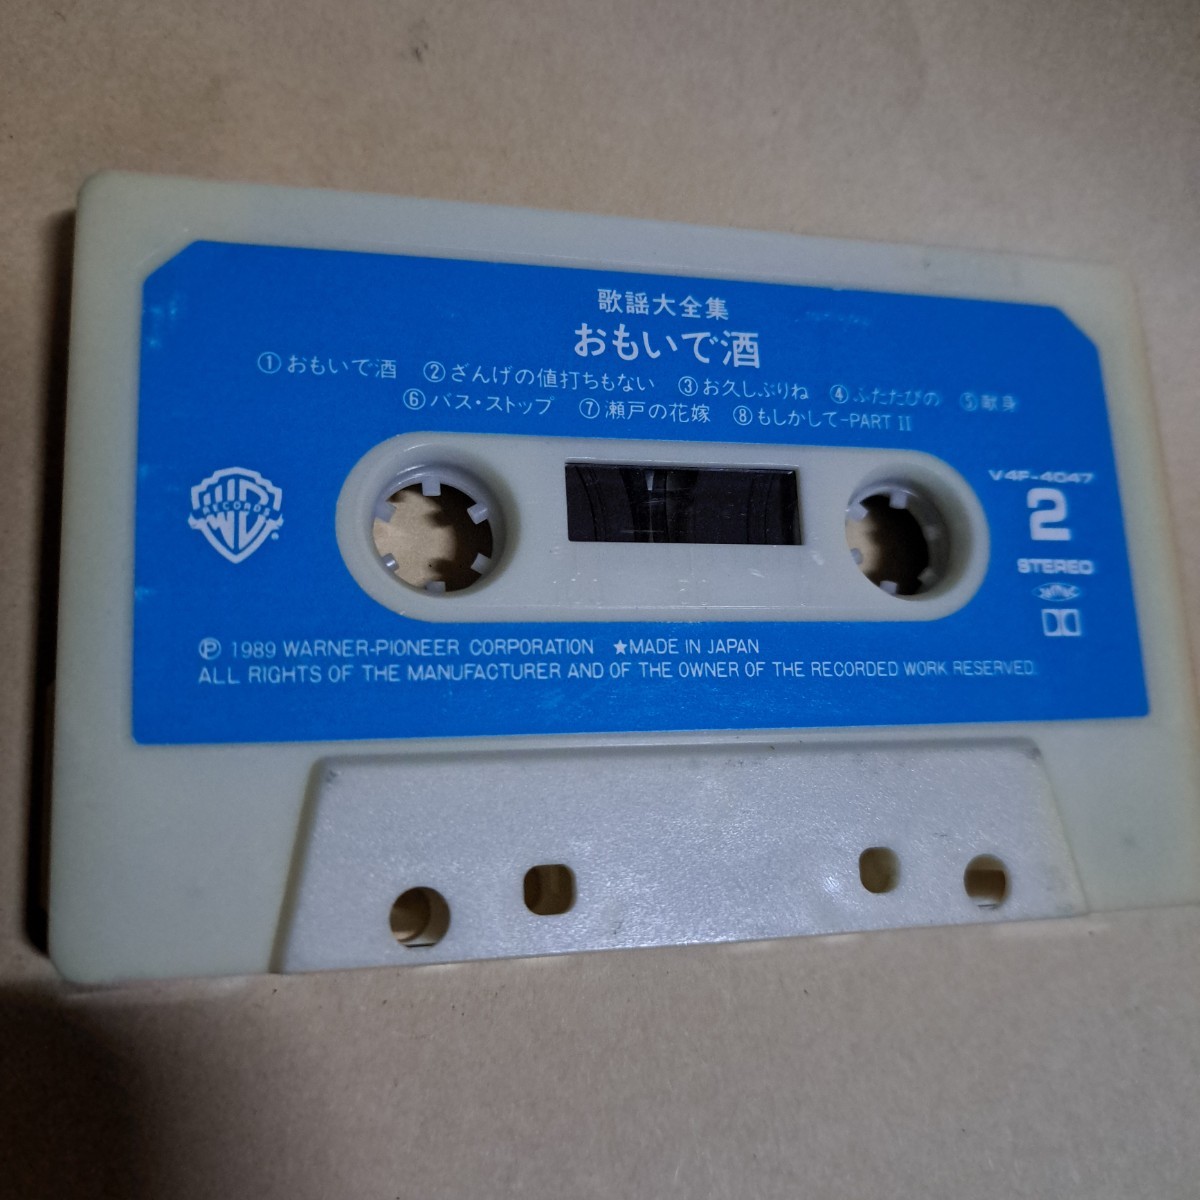 歌謡大全集
おもいで酒
①おもいで酒 ②ざんげの値打ちもない ③お久しぶりね ④ふたたびの ⑤献身
⑥バス・ストップ ⑦瀬戸の花嫁 ⑧もしかして-PART II
V4F-4047
2
STEREO
RECORDS
Ⓟ 1989 WARNER-PIONEER CORPORATION ★MADE IN JAPAN
ALL RIGHTS OF THE MANUFACTURER AND OF THE OWNER OF THE RECORDED WORK RESERVED.